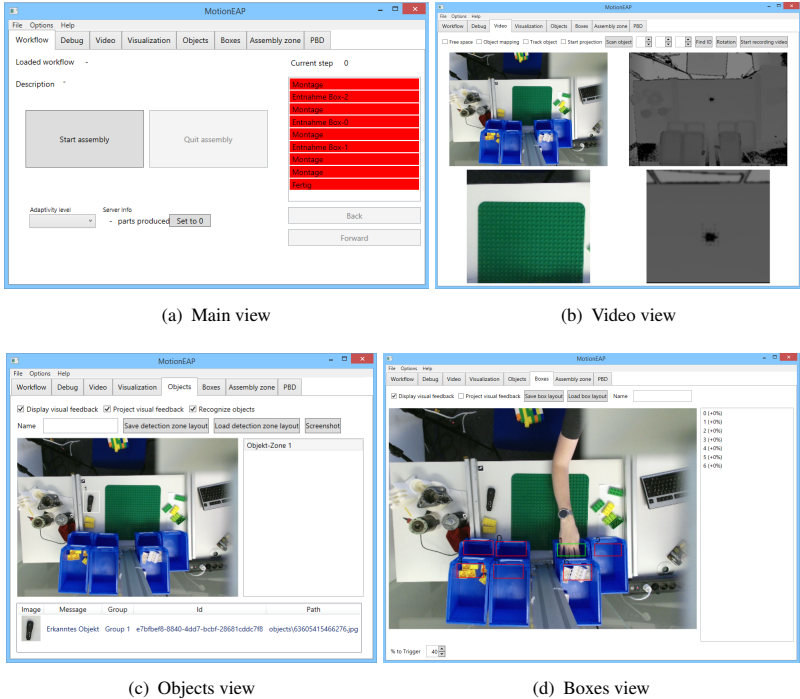 MotionEAP
File Options Help
Workflow Debug Video Visualization Objects Boxes Assembly zone PBD
Loaded workflow -
Current step 0
Description -
Montage
Entnahme Box-2
Montage
Entnahme Box-0
Montage
Entnahme Box-1
Montage
Montage
Fertig
Start assembly
Quit assembly
Adaptivity level
Server Info
- parts produced Set to 0
Back
Forward
(a) Main view
MotionEAP
File Options Help
Workflow Debug Video Visualization Objects Boxes Assembly zone PBD
Free space Object mapping Track object Start projection Scan object Find ID Rotation Start recording video
(b) Video view
MotionEAP
File Options Help
Workflow Debug Video Visualization Objects Boxes Assembly zone PBD
Display visual feedback Project visual feedback Recognize objects
Name Save detection zone layout Load detection zone layout Screenshot
Objekt-Zone 1
Image Message Group Id Path
Erkanntes Objekt Group 1 e7bfbef8-8840-4dd7-bcbf-28681cddc7f8 objects\63605415466276.jpg
(c) Objects view
MotionEAP
File Options Help
Workflow Debug Video Visualization Objects Boxes Assembly zone PBD
Display visual feedback Project visual feedback Save box layout Load box layout Name
0 (+0%)
1 (+0%)
2 (+0%)
3 (+0%)
4 (+0%)
5 (+0%)
6 (+0%)
% to Trigger 40
(d) Boxes view